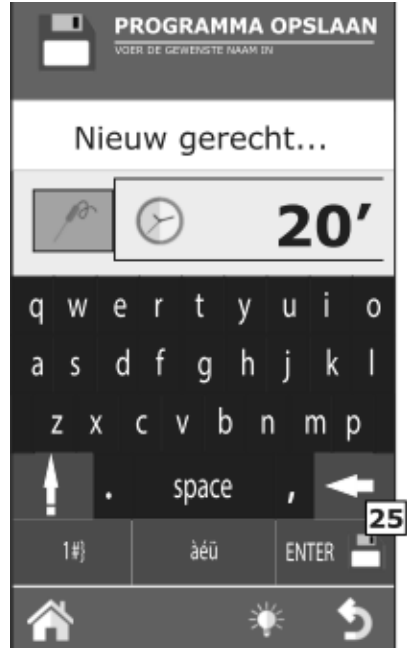 PROGRAMMA OPSLAAN
VOER DE GEWENSTE NAAM IN
Nieuw gerecht...
20'
q w e r t y u i o
a s d f g h j k l
z x c v b n m p
. space ,
25
1#} àéü ENTER